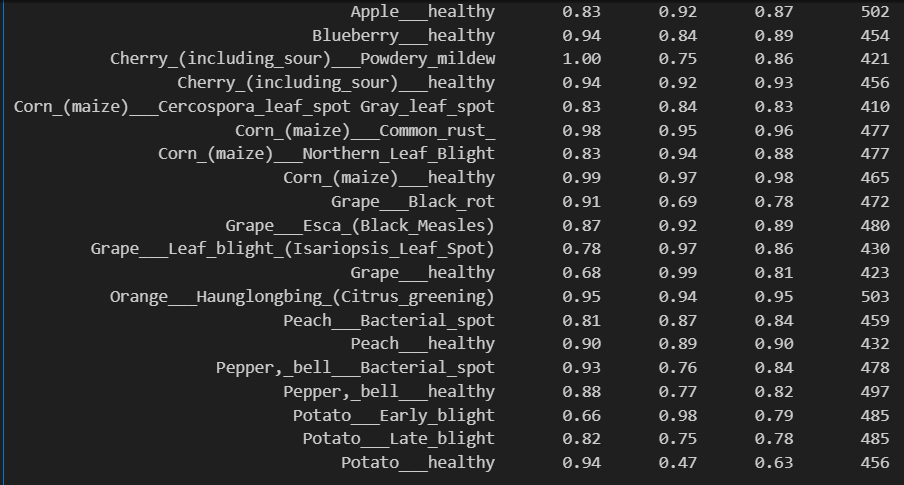 Apple___healthy 0.83 0.92 0.87 502
Blueberry___healthy 0.94 0.84 0.89 454
Cherry_(including_sour)___Powdery_mildew 1.00 0.75 0.86 421
Cherry_(including_sour)___healthy 0.94 0.92 0.93 456
Corn_(maize)___Cercospora_leaf_spot Gray_leaf_spot 0.83 0.84 0.83 410
Corn_(maize)___Common_rust_ 0.98 0.95 0.96 477
Corn_(maize)___Northern_Leaf_Blight 0.83 0.94 0.88 477
Corn_(maize)___healthy 0.99 0.97 0.98 465
Grape___Black_rot 0.91 0.69 0.78 472
Grape___Esca_(Black_Measles) 0.87 0.92 0.89 480
Grape___Leaf_blight_(Isariopsis_Leaf_Spot) 0.78 0.97 0.86 430
Grape___healthy 0.68 0.99 0.81 423
Orange___Haunglongbing_(Citrus_greening) 0.95 0.94 0.95 503
Peach___Bacterial_spot 0.81 0.87 0.84 459
Peach___healthy 0.90 0.89 0.90 432
Pepper,_bell___Bacterial_spot 0.93 0.76 0.84 478
Pepper,_bell___healthy 0.88 0.77 0.82 497
Potato___Early_blight 0.66 0.98 0.79 485
Potato___Late_blight 0.82 0.75 0.78 485
Potato___healthy 0.94 0.47 0.63 456